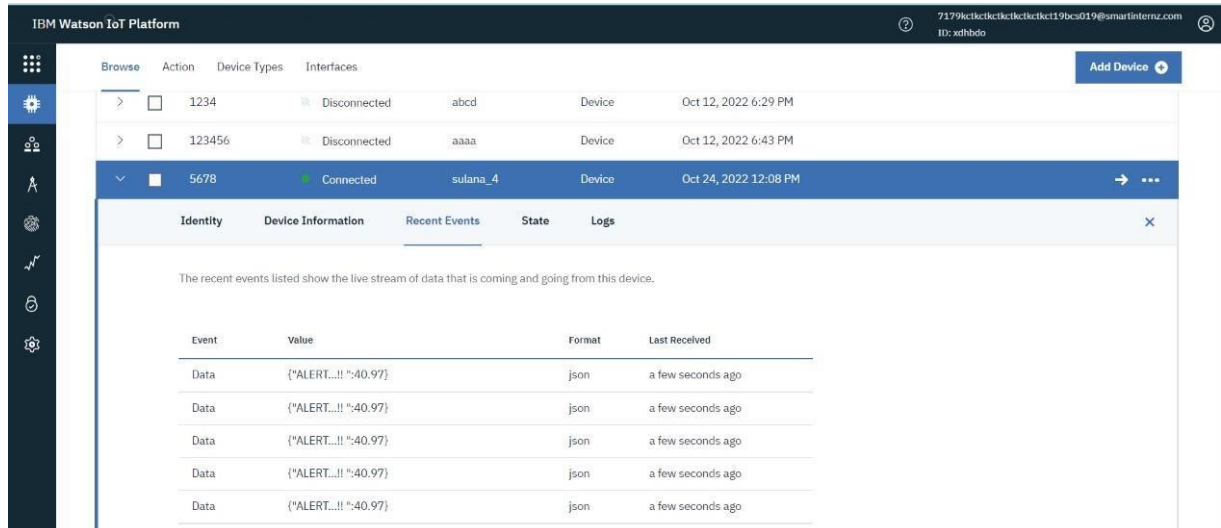 IBM Watson IoT Platform
7179kctkctkctkctkctkctkct19bcs019@smartinternz.com
ID: xdhbdo
Browse Action Device Types Interfaces Add Device
1234 Disconnected abcd Device Oct 12, 2022 6:29 PM
123456 Disconnected aaaa Device Oct 12, 2022 6:43 PM
5678 Connected sulana_4 Device Oct 24, 2022 12:08 PM
Identity Device Information Recent Events State Logs
The recent events listed show the live stream of data that is coming and going from this device.
Event Value Format Last Received
Data {"ALERT...!! ":40.97} json a few seconds ago
Data {"ALERT...!! ":40.97} json a few seconds ago
Data {"ALERT...!! ":40.97} json a few seconds ago
Data {"ALERT...!! ":40.97} json a few seconds ago
Data {"ALERT...!! ":40.97} json a few seconds ago